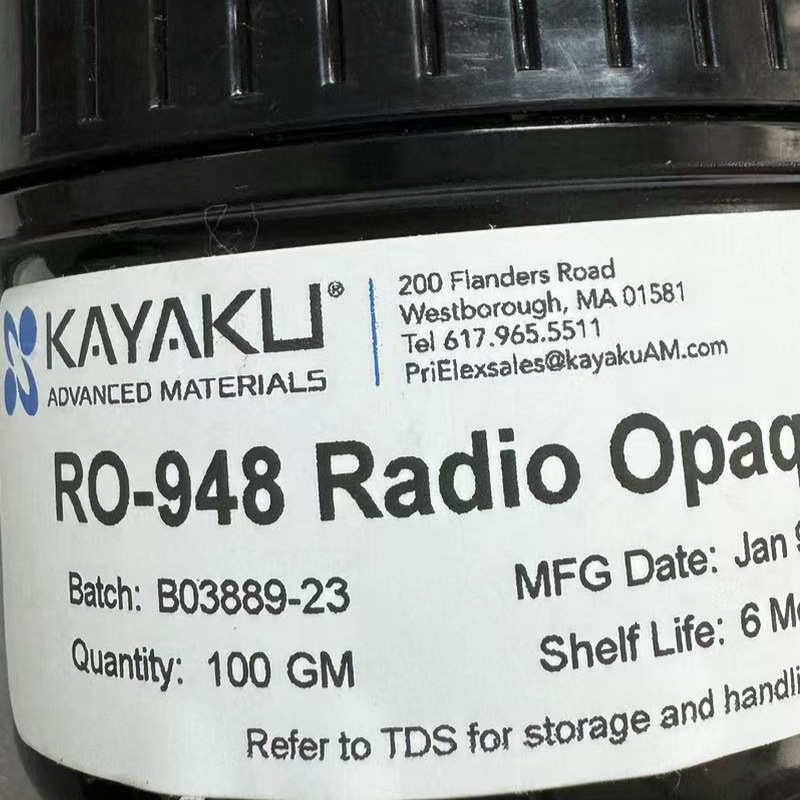 KAYAKU®
ADVANCED MATERIALS
200 Flanders Road
Westborough, MA 01581
Tel 617.965.5511
PriElexsales@kayakuAM.com
RO-948 Radio Opaq
Batch: B03889-23
MFG Date: Jan
Quantity: 100 GM
Shelf Life: 6 Mo
Refer to TDS for storage and handli